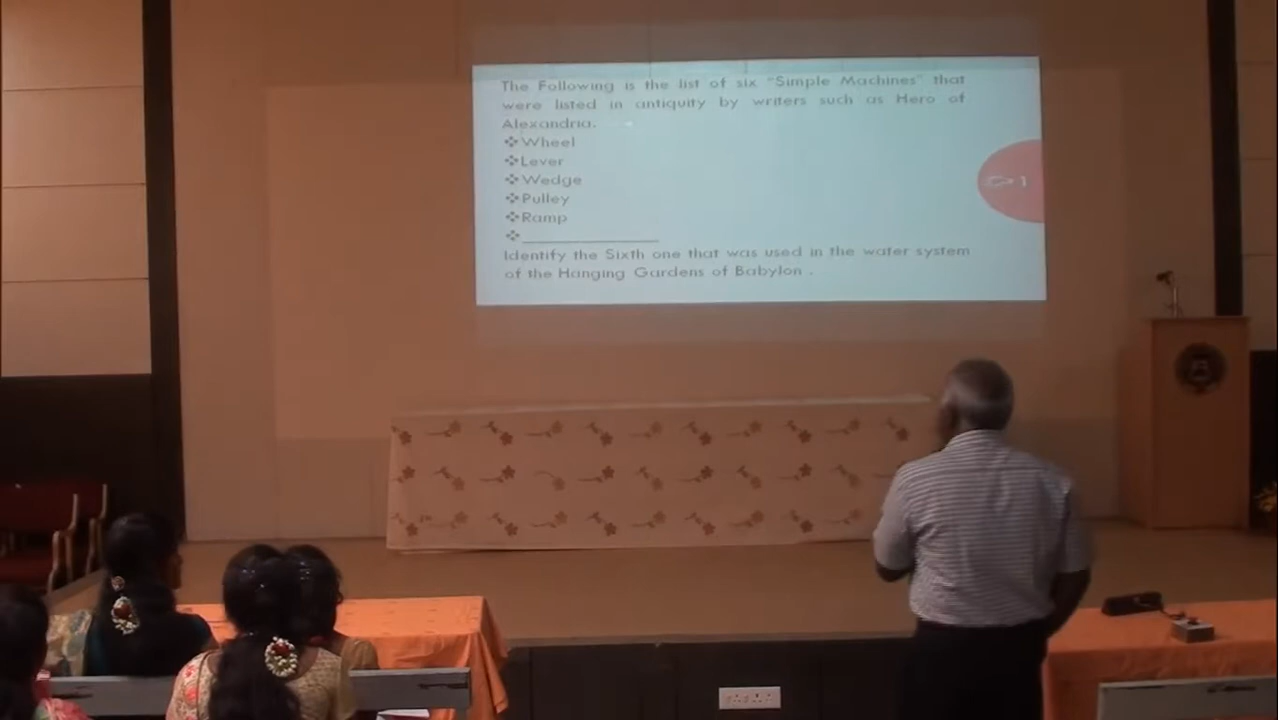 The Following is the list of six "Simple Machines" that
were listed in antiquity by writers such as Hero of
Alexandria.
❖Wheel
❖Lever
❖Wedge
❖Pulley
❖Ramp
❖______________
Identify the Sixth one that was used in the water system
of the Hanging Gardens of Babylon .
1